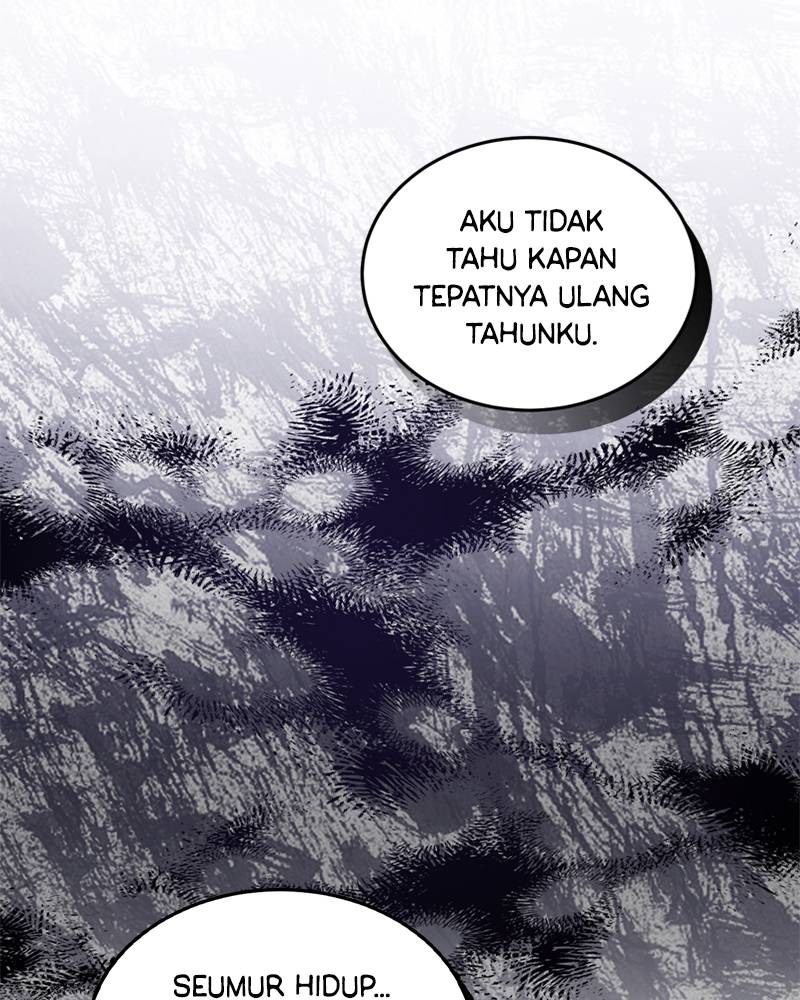 AKU TIDAK
TAHU KAPAN
TEPATNYA ULANG
TAHUNKU.
SEUMUR HIDUP...